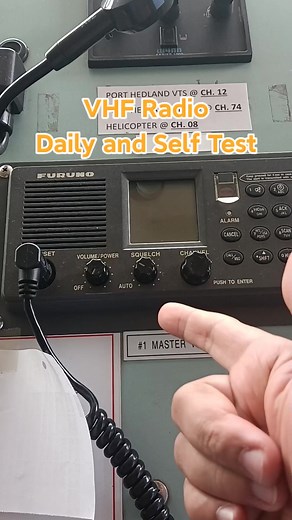 PORT HEDLAND VTS @ CH. 12
CH. 74
HELICOPTER @ CH. 08
VHF Radio
Daily and Self Test
FURUNO
ALARM
VOLUME/POWER
SQUELCH
CHANNEL
OFF
AUTO
PUSH TO ENTER
CANCEL
SHIFT
#1 MASTER